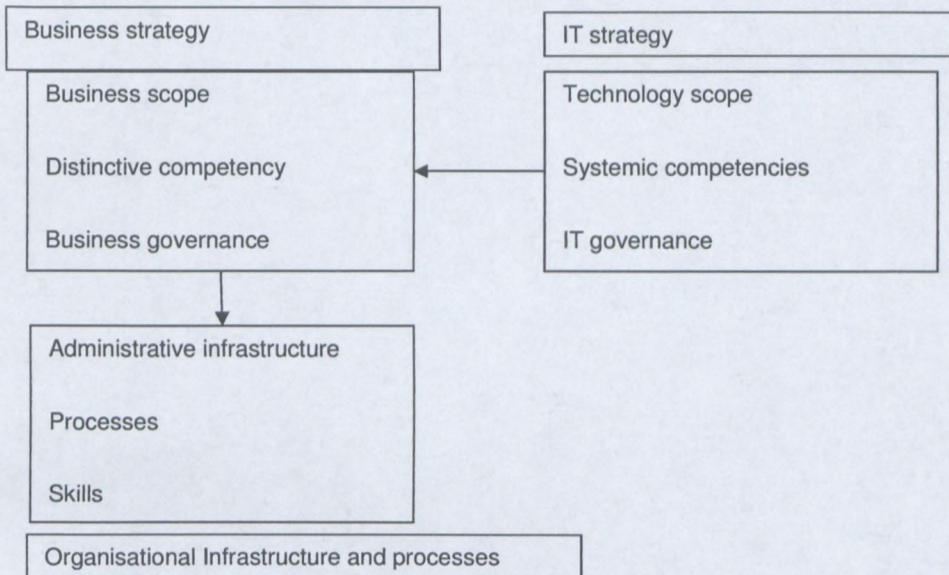 Business strategy
IT strategy
Business scope
Distinctive competency
Business governance
Technology scope
Systemic competencies
IT governance
Administrative infrastructure
Processes
Skills
Organisational Infrastructure and processes